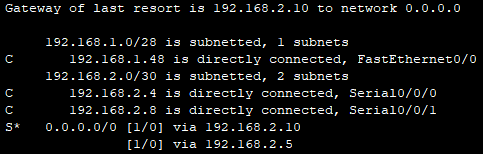 Gateway of last resort is 192.168.2.10 to network 0.0.0.0
192.168.1.0/28 is subnetted, 1 subnets
C 192.168.1.48 is directly connected, FastEthernet0/0
192.168.2.0/30 is subnetted, 2 subnets
C 192.168.2.4 is directly connected, Serial0/0/0
C 192.168.2.8 is directly connected, Serial0/0/1
S* 0.0.0.0/0 [1/0] via 192.168.2.10
[1/0] via 192.168.2.5